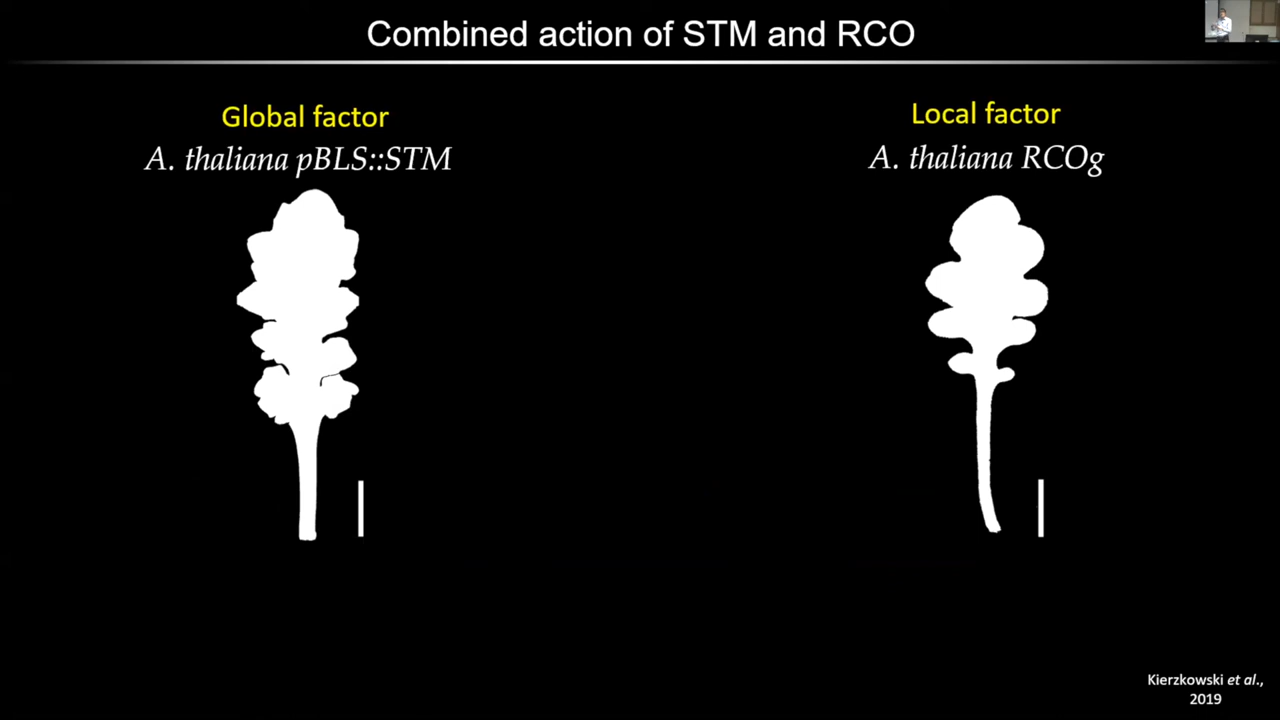 Combined action of STM and RCO
Global factor
A. thaliana pBLS::STM
Local factor
A. thaliana RCOg
Kierzkowski et al.,
2019